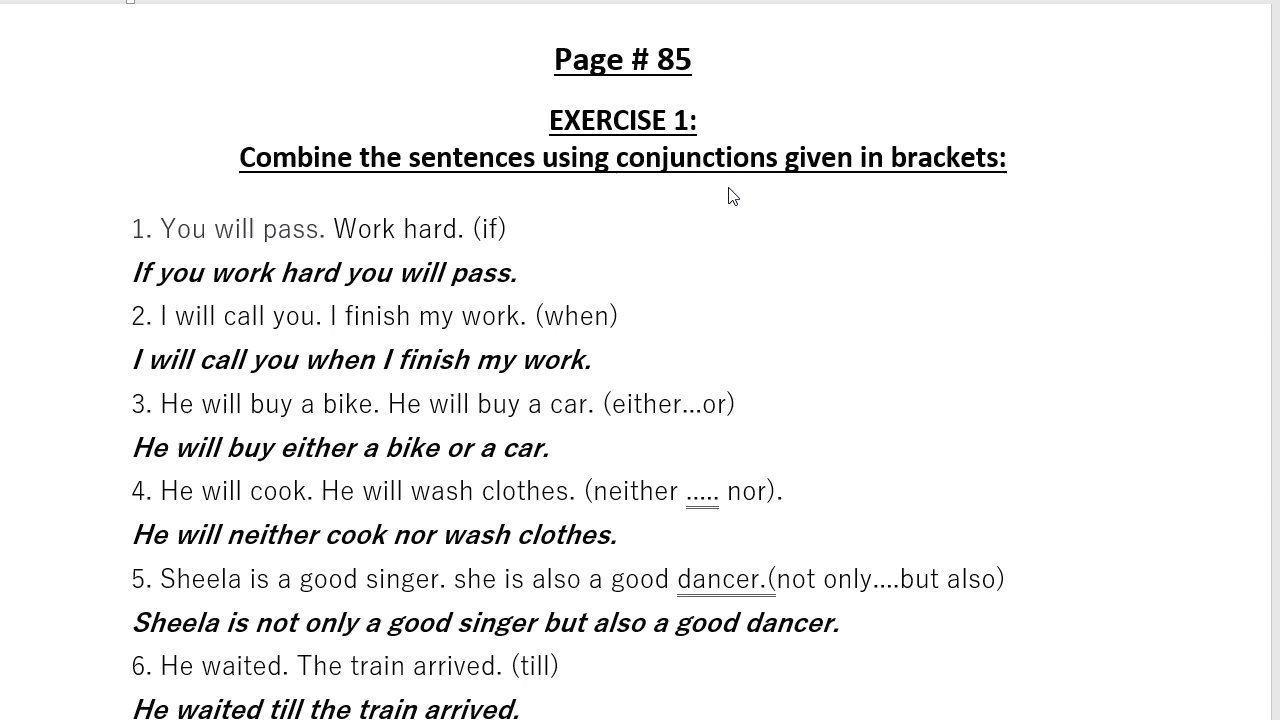 Page # 85
EXERCISE 1:
Combine the sentences using conjunctions given in brackets:
1. You will pass. Work hard. (if)
If you work hard you will pass.
2. I will call you. I finish my work. (when)
I will call you when I finish my work.
3. He will buy a bike. He will buy a car. (either...or)
He will buy either a bike or a car.
4. He will cook. He will wash clothes. (neither ..... nor).
He will neither cook nor wash clothes.
5. Sheela is a good singer. she is also a good dancer.(not only....but also)
Sheela is not only a good singer but also a good dancer.
6. He waited. The train arrived. (till)
He waited till the train arrived.